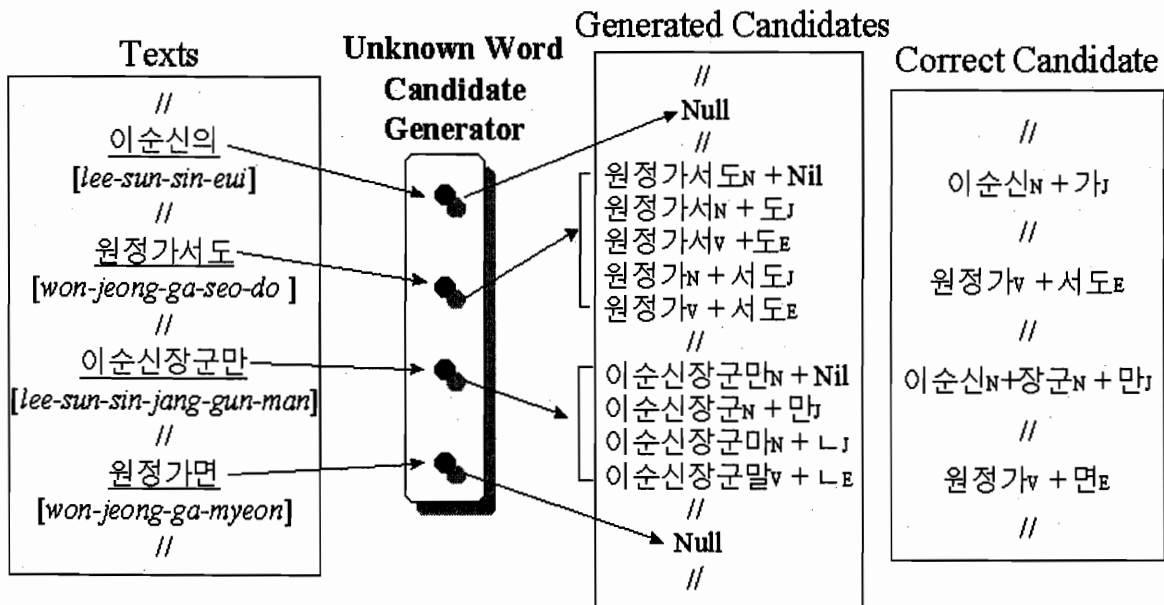 Texts
//
이순신의
[lee-sun-sin-eui]
//
원정가서도
[won-jeong-ga-seo-do ]
//
이순신장군만
[lee-sun-sin-jang-gun-man]
//
원정가면
[won-jeong-ga-myeon]
//
Unknown Word
Candidate
Generator
Generated Candidates
//
Null
//
원정가서도N + Nil
원정가서N + 도J
원정가서V +도E
원정가N + 서도J
원정가V + 서도E
//
이순신장군만N + Nil
이순신장군N + 만J
이순신장군마N + ㄴJ
이순신장군말V + ㄴE
//
Null
//
Correct Candidate
//
이순신N + 가J
//
원정가V + 서도E
//
이순신N+장군N + 만J
//
원정가V + 면E
//